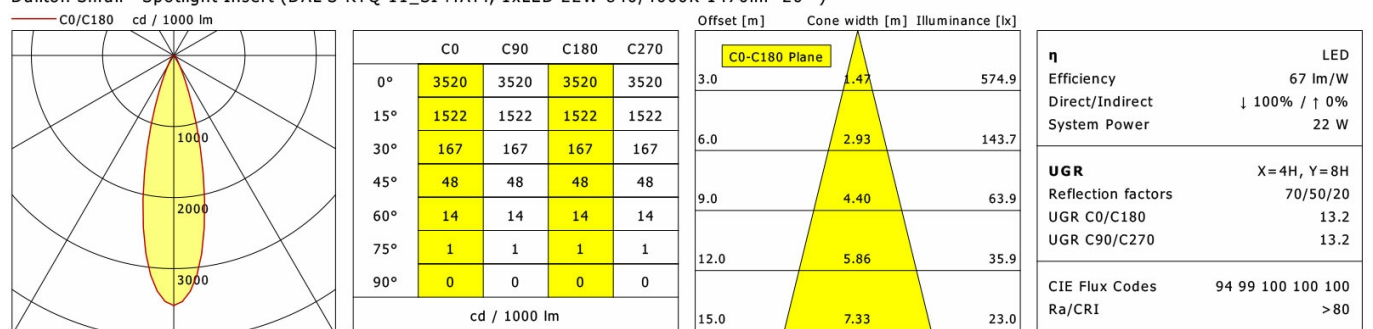 C0/C180 cd / 1000 lm
1000
2000
3000
C0 C90 C180 C270
0° 3520 3520 3520 3520
15° 1522 1522 1522 1522
30° 167 167 167 167
45° 48 48 48 48
60° 14 14 14 14
75° 1 1 1 1
90° 0 0 0 0
cd / 1000 lm
Offset [m] Cone width [m] Illuminance [lx]
C0-C180 Plane
3.0 1.47 574.9
6.0 2.93 143.7
9.0 4.40 63.9
12.0 5.86 35.9
15.0 7.33 23.0
η LED
Efficiency 67 lm/W
Direct/Indirect ↓ 100% / ↑ 0%
System Power 22 W
UGR X=4H, Y=8H
Reflection factors 70/50/20
UGR C0/C180 13.2
UGR C90/C270 13.2
CIE Flux Codes 94 99 100 100 100
Ra/CRI >80